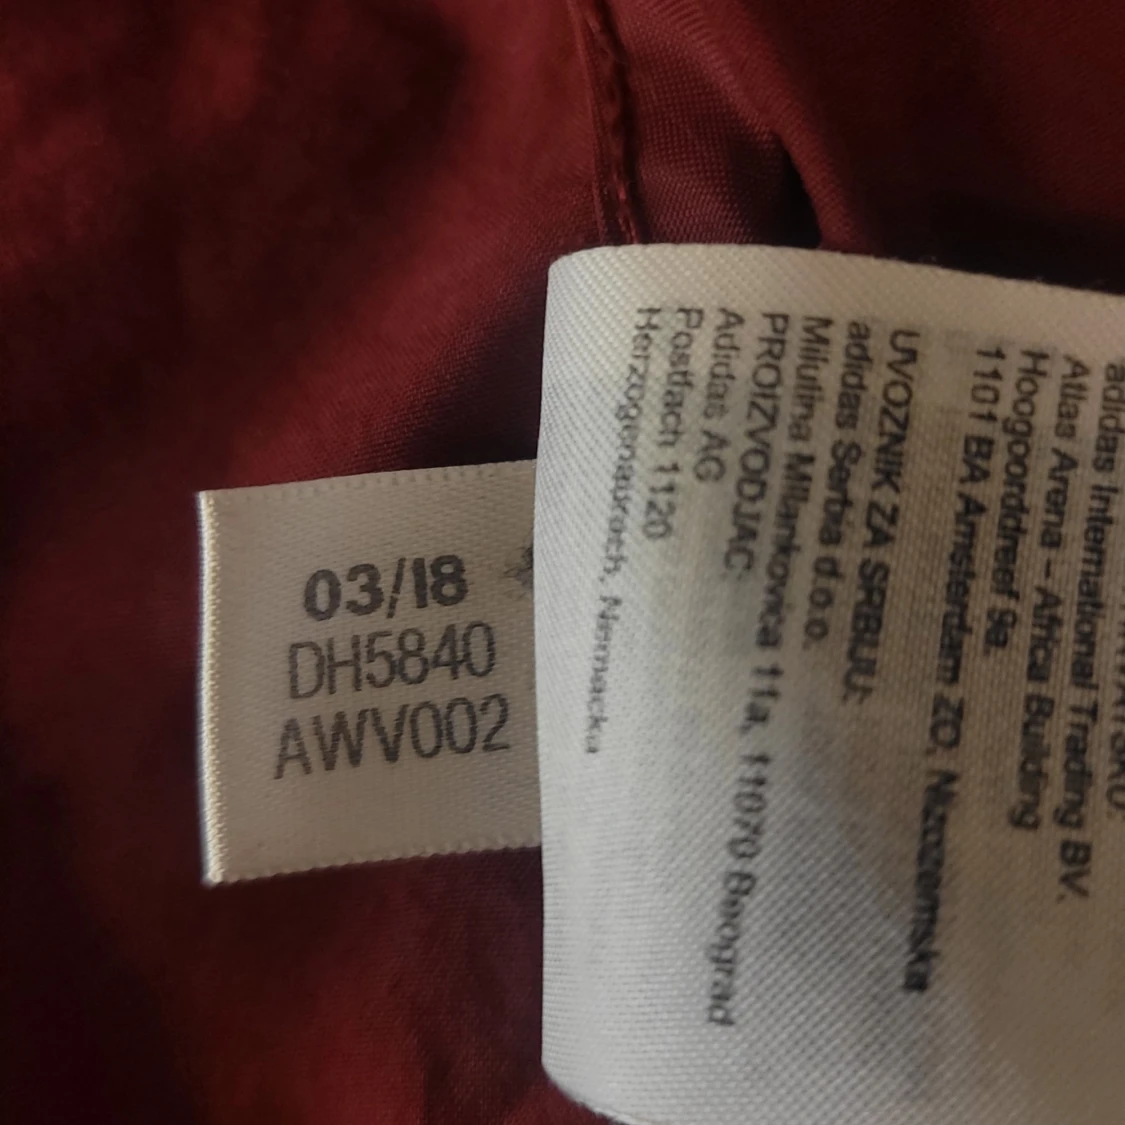 03/18
DH5840
AWV002
adidas International Trading BV.
Atlas Arena - Africa Building
Hoogoorddreef 9a,
1101 BA Amsterdam ZO, Nizozemska
UVOZNIK ZA SRBIJU:
adidas Serbia d.o.o.
Milutina Milankovica 11a, 11070 Beograd
PROIZVODJAC:
Adidas AG
Postfach 1120
Herzogenaurach, Nemacka